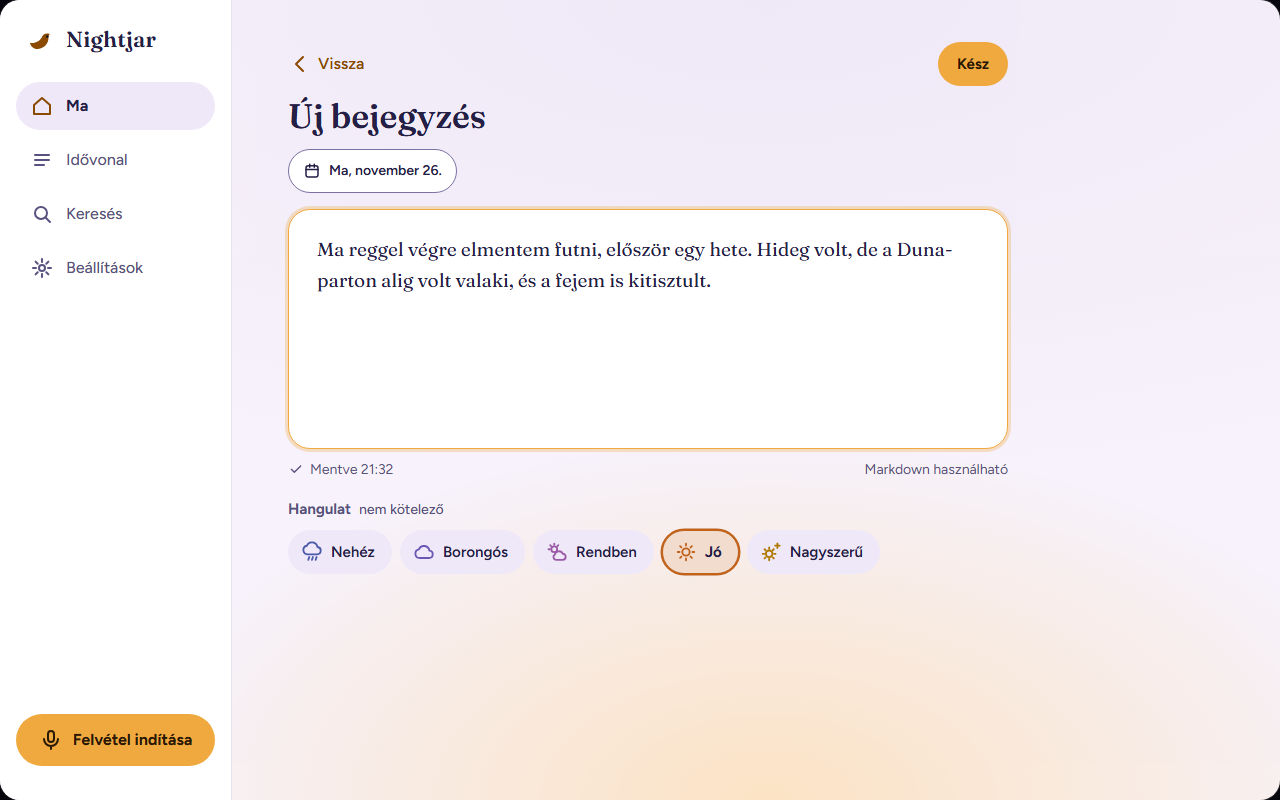 Nightjar
Ma
Idővonal
Keresés
Beállítások
Felvétel indítása
Vissza
Kész
Új bejegyzés
Ma, november 26.
Ma reggel végre elmentem futni, először egy hete. Hideg volt, de a Duna-
parton alig volt valaki, és a fejem is kitisztult.
Mentve 21:32
Markdown használható
Hangulat nem kötelező
Nehéz
Borongós
Rendben
Jó
Nagyszerű